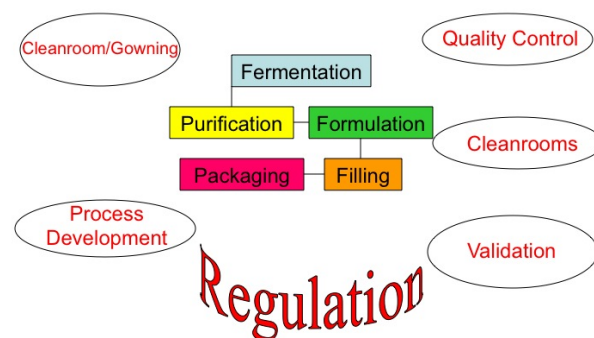 Cleanroom/Gowning
Quality Control
Fermentation
Purification
Formulation
Cleanrooms
Packaging
Filling
Process
Development
Validation
Regulation